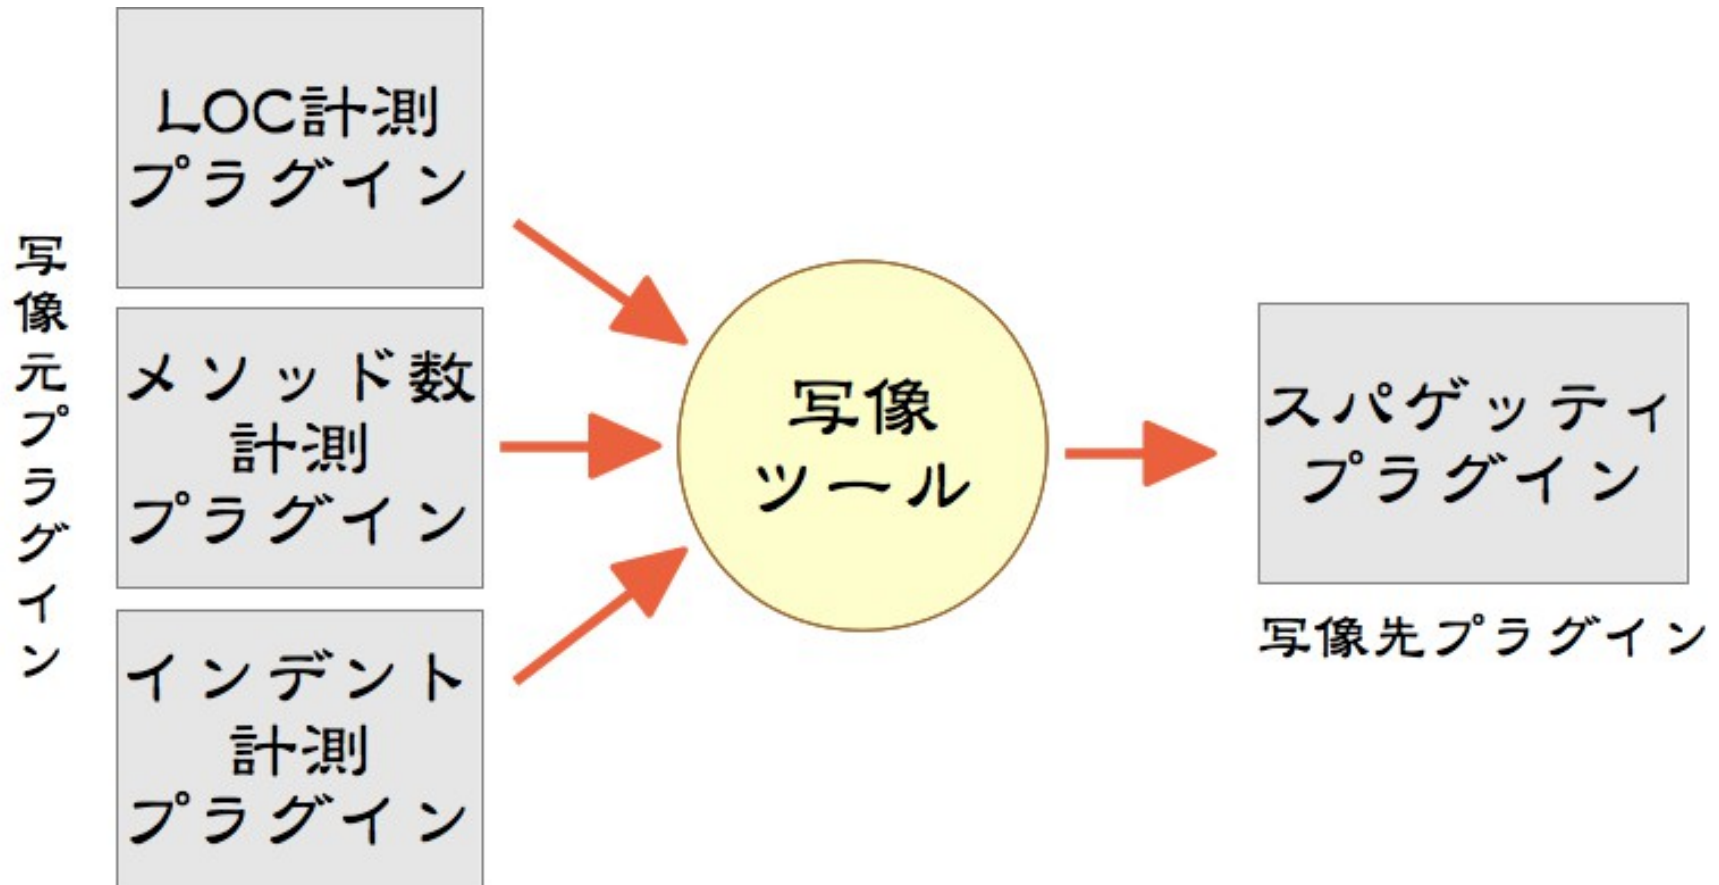 写像元プラグイン
LOC計測
プラグイン
メソッド数
計測
プラグイン
インデント
計測
プラグイン
写像
ツール
スパゲッティ
プラグイン
写像先プラグイン